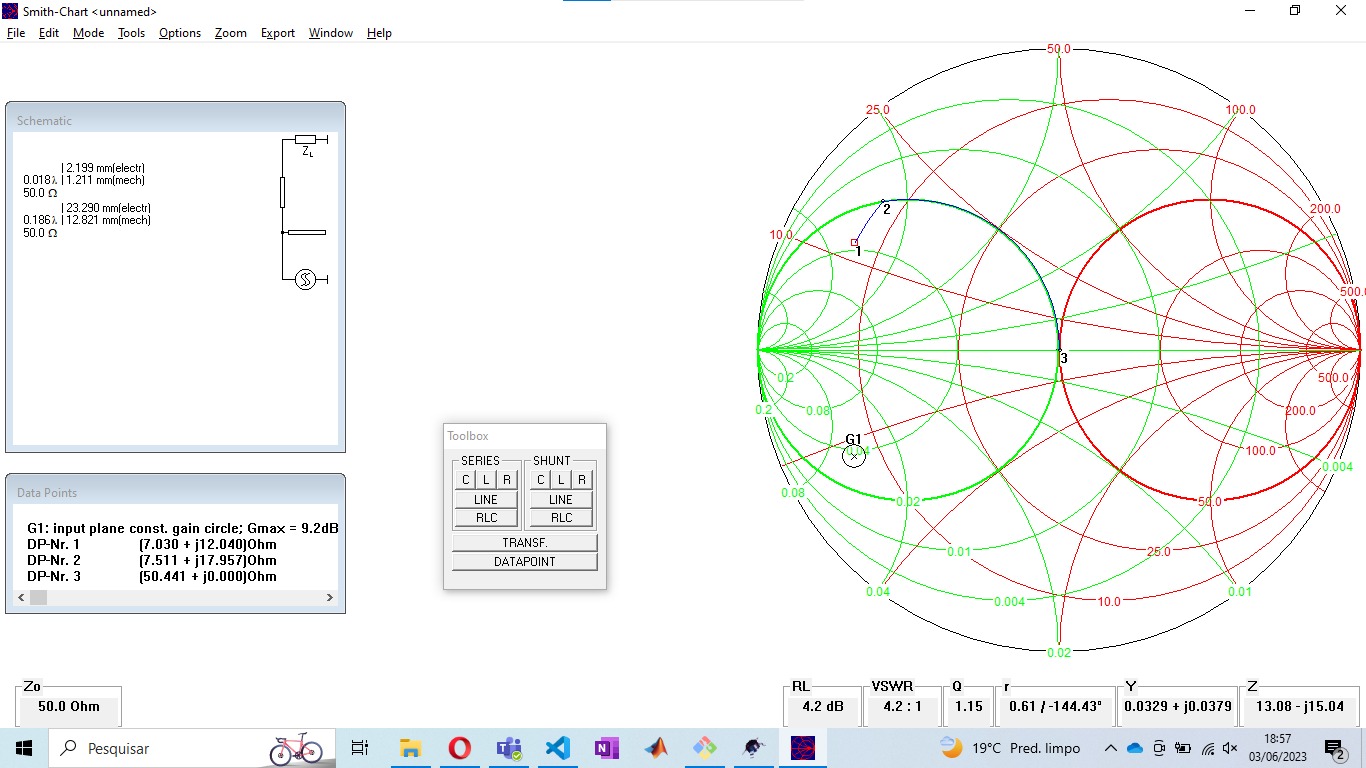 Smith-Chart <unnamed>
File Edit Mode Tools Options Zoom Export Window Help
Schematic
ZL
| 2.199 mm(electr)
0.018λ | 1.211 mm(mech)
50.0 Ω
| 23.290 mm(electr)
0.186λ | 12.821 mm(mech)
50.0 Ω
Data Points
G1: input plane const. gain circle; Gmax = 9.2dB
DP-Nr. 1 (7.030 + j12.040)Ohm
DP-Nr. 2 (7.511 + j17.957)Ohm
DP-Nr. 3 (50.441 + j0.000)Ohm
Toolbox
SERIES SHUNT
C L R C L R
LINE LINE
RLC RLC
TRANSF.
DATAPOINT
50.0
25.0 100.0
2
200.0
10.0
1
500.0
3
0.2 500.0
0.2 0.08 200.0
G1
0.04 100.0
0.004
0.08
0.02 50.0
0.01 25.0
0.04 0.01
0.004 10.0
0.02
Zo
50.0 Ohm
RL VSWR Q r Y Z
4.2 dB 4.2 : 1 1.15 0.61 / -144.43° 0.0329 + j0.0379 13.08 - j15.04
Pesquisar
19°C Pred. limpo
18:57
03/06/2023
2